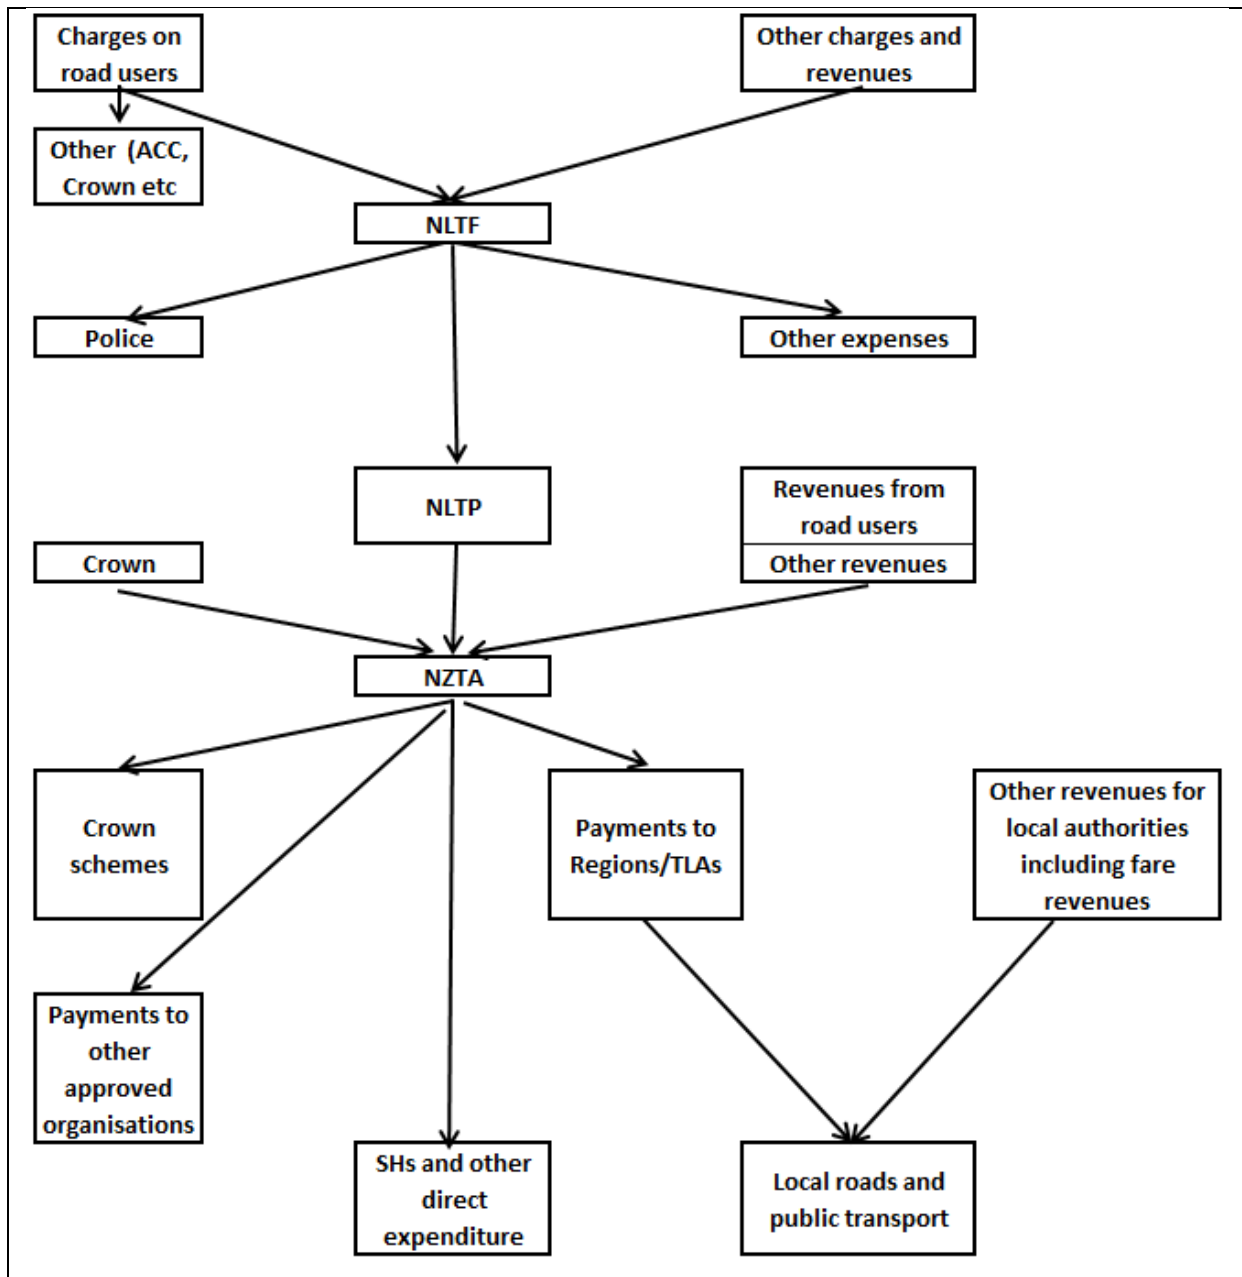 Charges on
road users
Other charges and
revenues
Other  (ACC,
Crown etc
NLTF
Police
Other expenses
NLTP
Revenues from
road users
Other revenues
Crown
NZTA
Crown
schemes
Payments to
Regions/TLAs
Other revenues for
local authorities
including fare
revenues
Payments to
other
approved
organisations
SHs and other
direct
expenditure
Local roads and
public transport